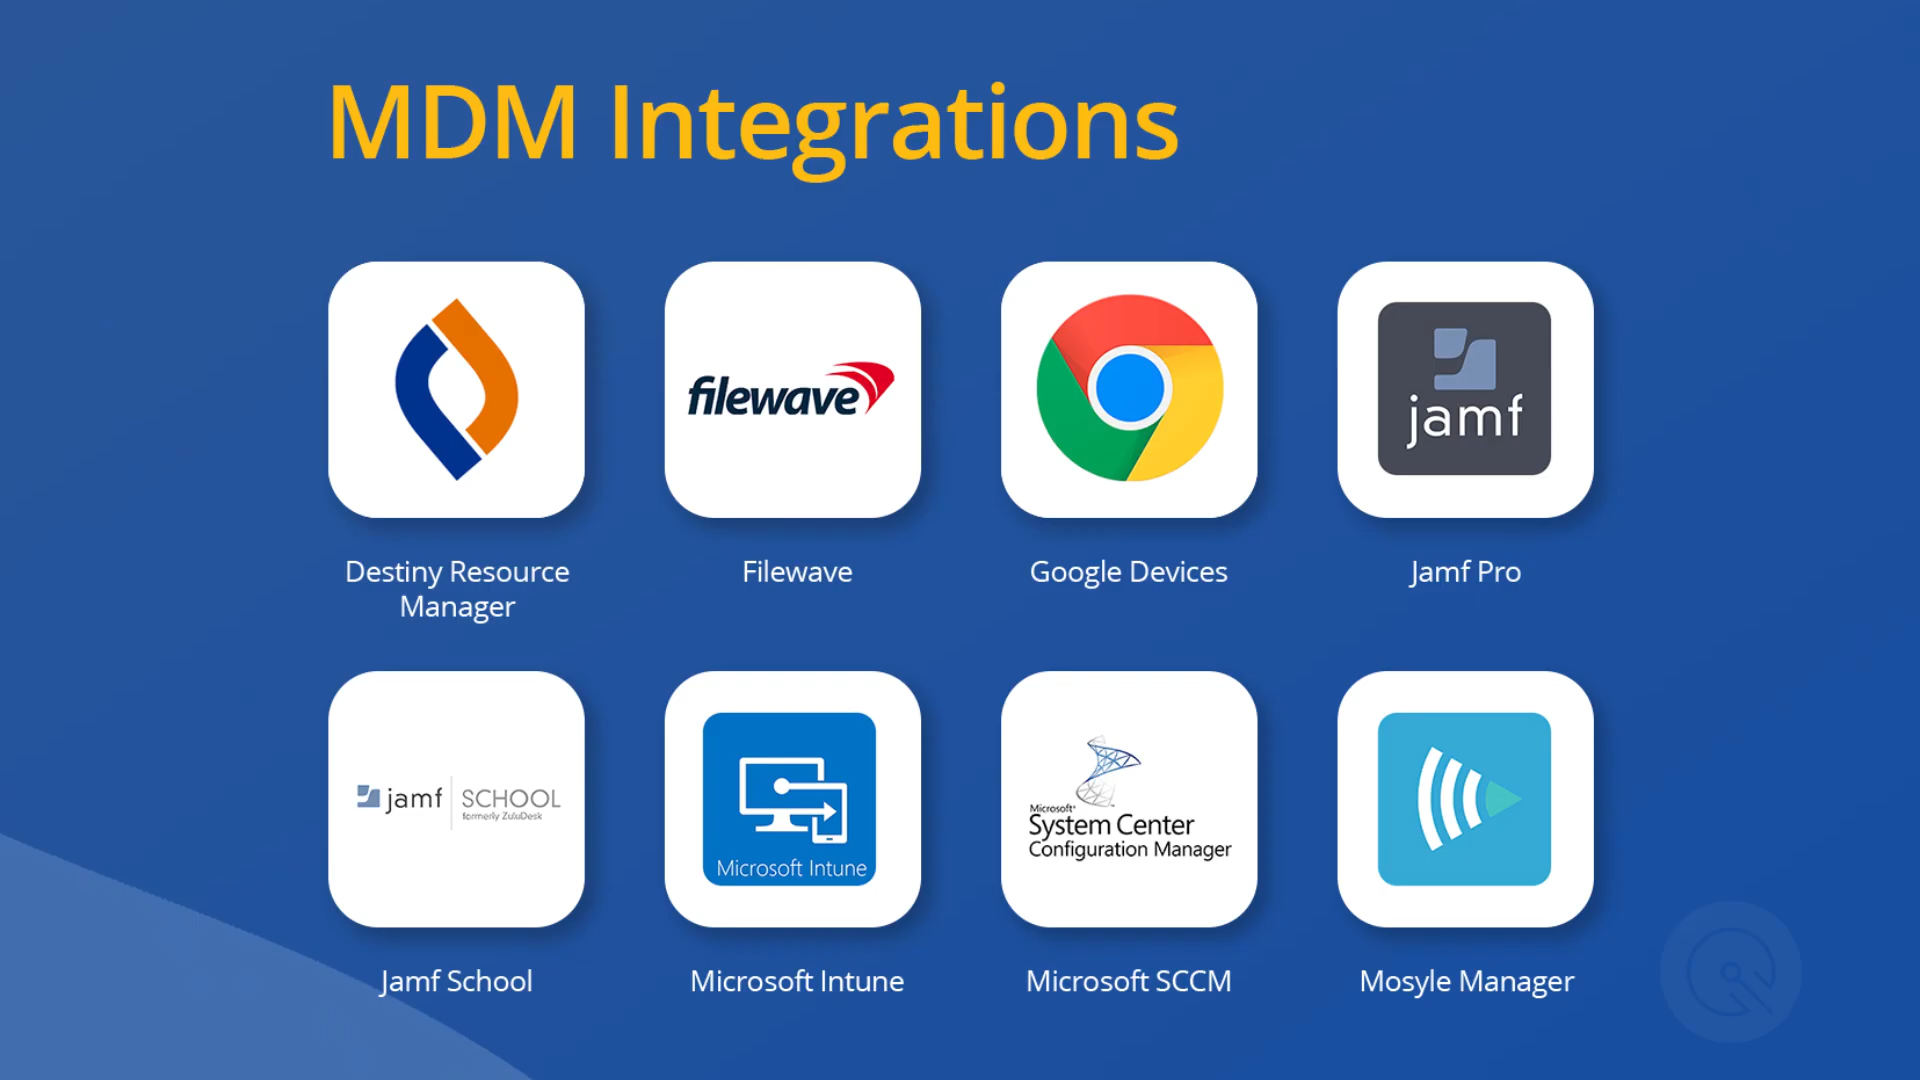 MDM Integrations
filewave
jamf
Destiny Resource
Manager
Filewave
Google Devices
Jamf Pro
jamf SCHOOL
formerly ZuluDesk
Microsoft Intune
Microsoft®
System Center
Configuration Manager
Jamf School
Microsoft Intune
Microsoft SCCM
Mosyle Manager